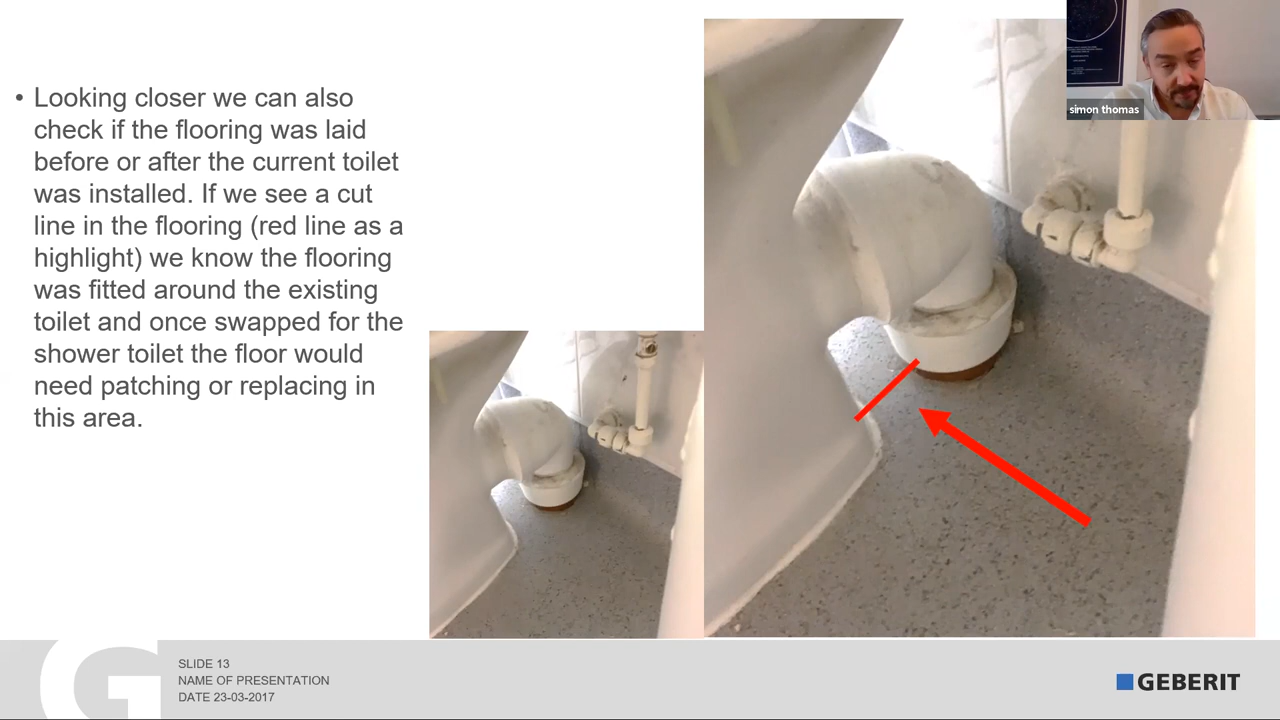 • Looking closer we can also
check if the flooring was laid
before or after the current toilet
was installed. If we see a cut
line in the flooring (red line as a
highlight) we know the flooring
was fitted around the existing
toilet and once swapped for the
shower toilet the floor would
need patching or replacing in
this area.
simon thomas
G
SLIDE 13
NAME OF PRESENTATION
DATE 23-03-2017
GEBERIT